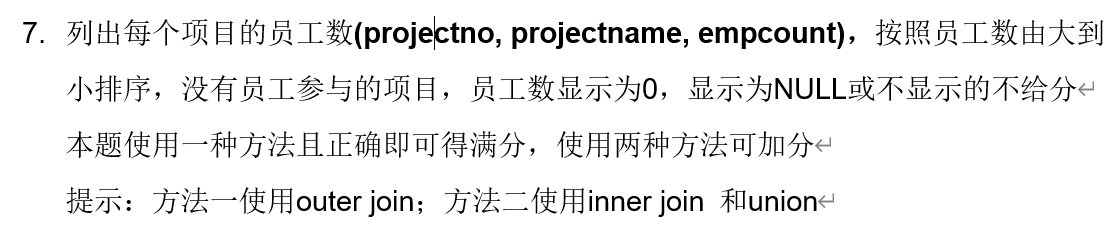 7. 列出每个项目的员工数(projectno, projectname, empcount)，按照员工数由大到
小排序，没有员工参与的项目，员工数显示为0，显示为NULL或不显示的不给分
本题使用一种方法且正确即可得满分，使用两种方法可加分
提示：方法一使用outer join；方法二使用inner join 和union